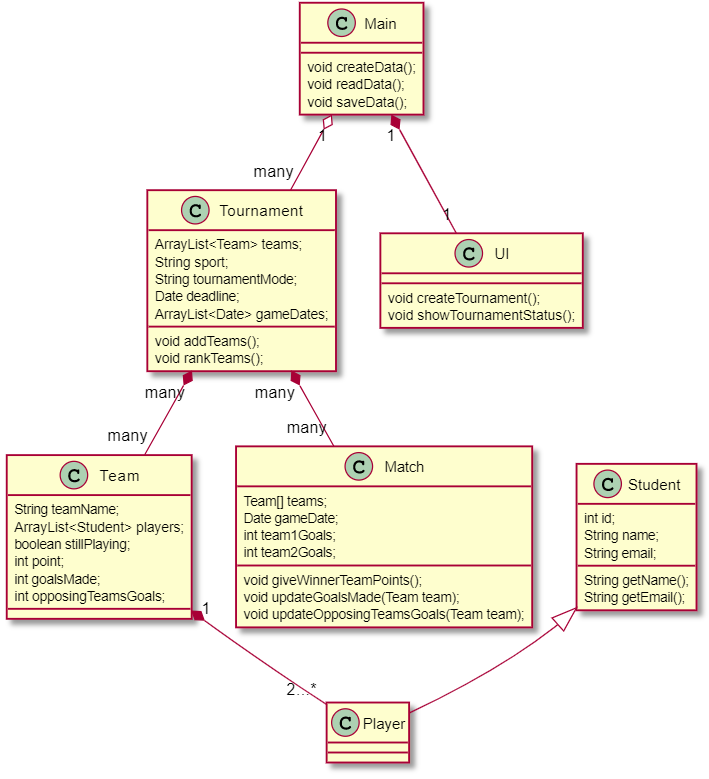 C Main
void createData();
void readData();
void saveData();
1
1
many
1
C Tournament
ArrayList<Team> teams;
String sport;
String tournamentMode;
Date deadline;
ArrayList<Date> gameDates;
void addTeams();
void rankTeams();
C UI
void createTournament();
void showTournamentStatus();
many
many
many
many
C Team
String teamName;
ArrayList<Student> players;
boolean stillPlaying;
int point;
int goalsMade;
int opposingTeamsGoals;
C Match
Team[] teams;
Date gameDate;
int team1Goals;
int team2Goals;
void giveWinnerTeamPoints();
void updateGoalsMade(Team team);
void updateOpposingTeamsGoals(Team team);
C Student
int id;
String name;
String email;
String getName();
String getEmail();
1
2...*
C Player